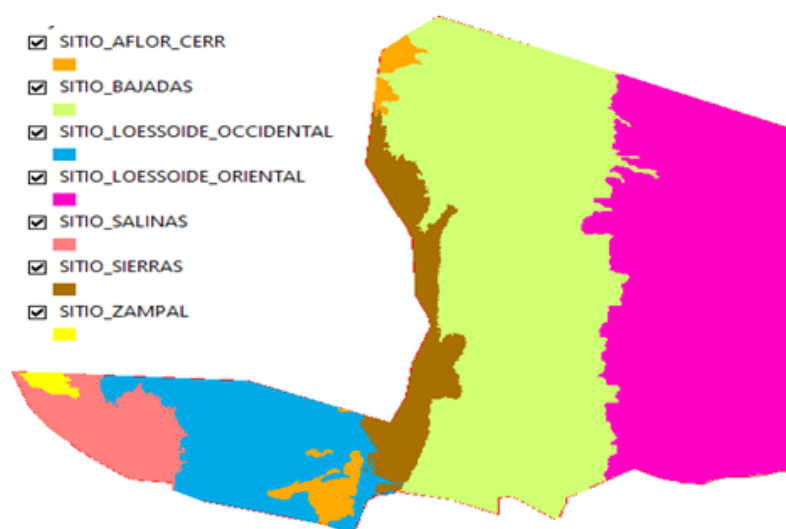 SITIO_AFLOR_CERR
SITIO_BAJADAS
SITIO_LOESSOIDE_OCCIDENTAL
SITIO_LOESSOIDE_ORIENTAL
SITIO_SALINAS
SITIO_SIERRAS
SITIO_ZAMPAL